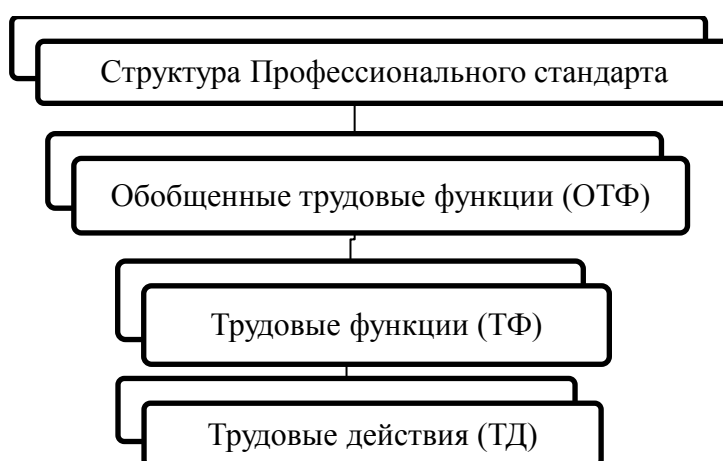 Структура Профессионального стандарта
Обобщенные трудовые функции (ОТФ)
Трудовые функции (ТФ)
Трудовые действия (ТД)